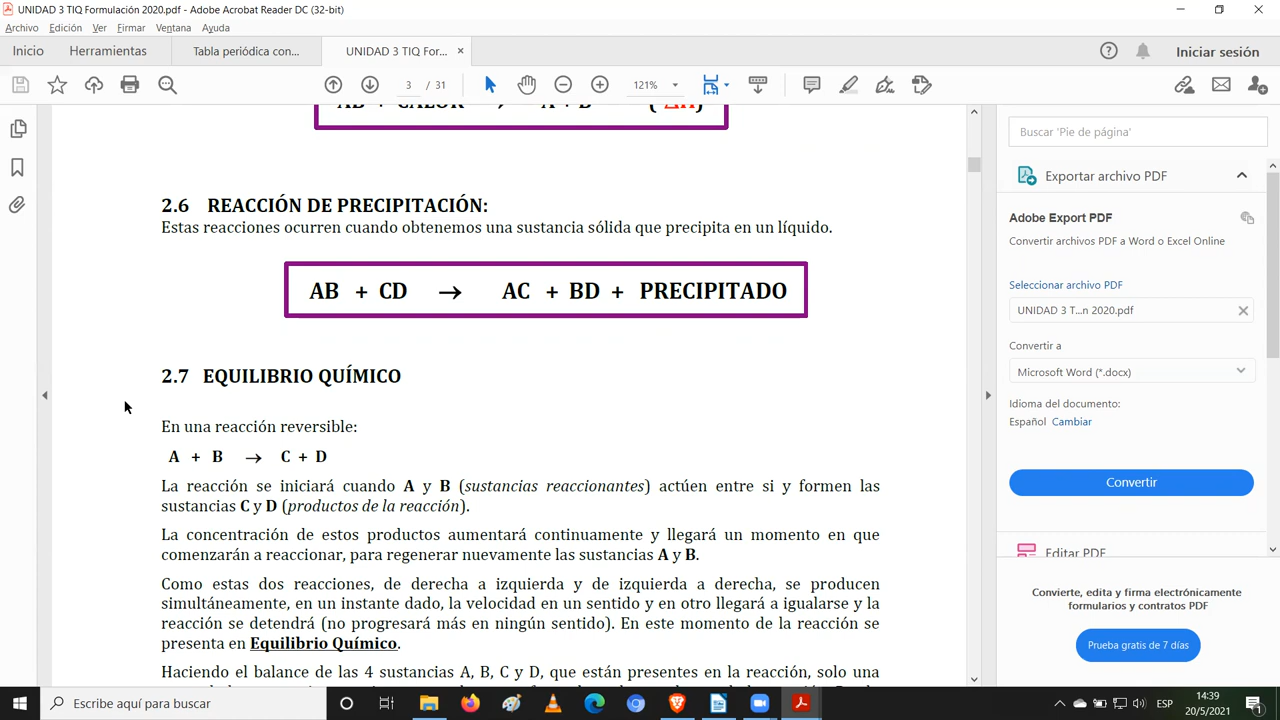 UNIDAD 3 TIQ Formulación 2020.pdf - Adobe Acrobat Reader DC (32-bit)
Archivo Edición Ver Firmar Ventana Ayuda
Inicio Herramientas Tabla periódica con... UNIDAD 3 TIQ For... × Iniciar sesión
3 / 31 121%
AB + CALOR → A + B ( ΔH)
2.6 REACCIÓN DE PRECIPITACIÓN:
Estas reacciones ocurren cuando obtenemos una sustancia sólida que precipita en un líquido.
AB + CD → AC + BD + PRECIPITADO
2.7 EQUILIBRIO QUÍMICO
En una reacción reversible:
A + B → C + D
La reacción se iniciará cuando A y B (sustancias reaccionantes) actúen entre si y formen las
sustancias C y D (productos de la reacción).
La concentración de estos productos aumentará continuamente y llegará un momento en que
comenzarán a reaccionar, para regenerar nuevamente las sustancias A y B.
Como estas dos reacciones, de derecha a izquierda y de izquierda a derecha, se producen
simultáneamente, en un instante dado, la velocidad en un sentido y en otro llegará a igualarse y la
reacción se detendrá (no progresará más en ningún sentido). En este momento de la reacción se
presenta en Equilibrio Químico.
Haciendo el balance de las 4 sustancias A, B, C y D, que están presentes en la reacción, solo una
Buscar 'Pie de página'
Exportar archivo PDF
Adobe Export PDF
Convertir archivos PDF a Word o Excel Online
Seleccionar archivo PDF
UNIDAD 3 T...n 2020.pdf
Convertir a
Microsoft Word (*.docx)
Idioma del documento:
Español Cambiar
Convertir
Editar PDF
Convierte, edita y firma electrónicamente
formularios y contratos PDF
Prueba gratis de 7 días
Escribe aquí para buscar
ESP
14:39
20/5/2021
1